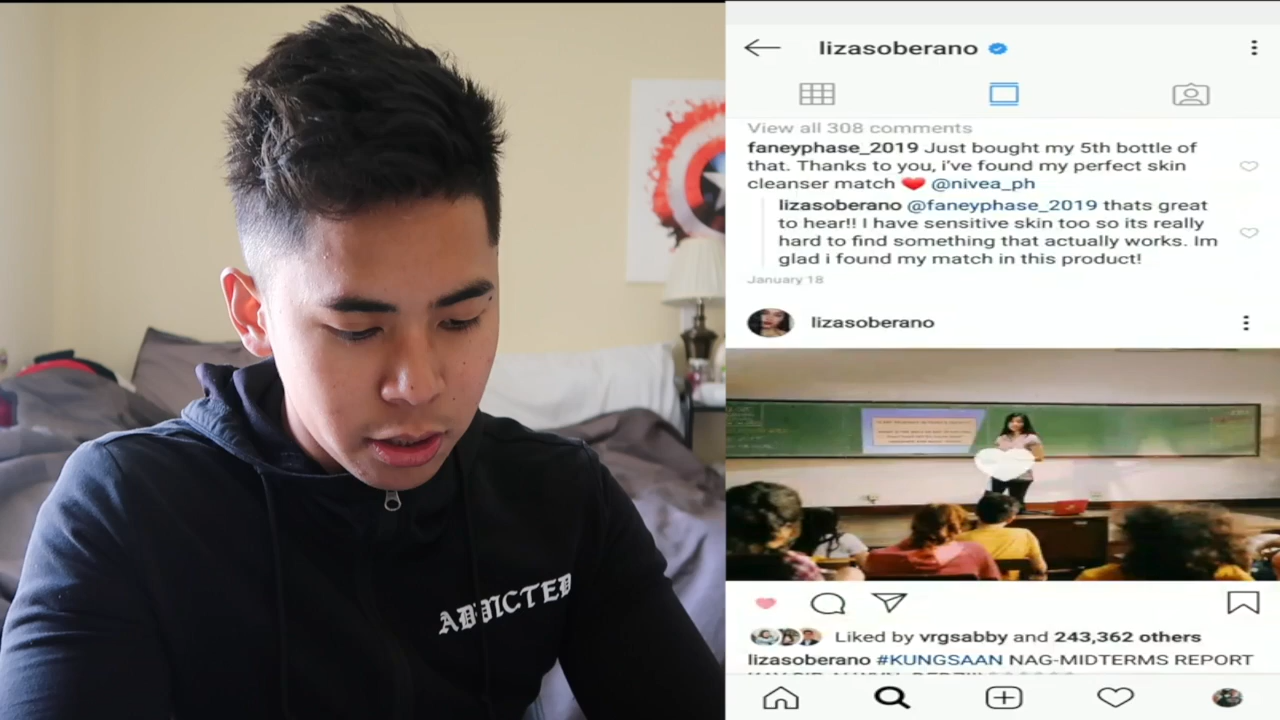 ADDICTED
lizasoberano
View all 308 comments
faneyphase_2019 Just bought my 5th bottle of
that. Thanks to you, i've found my perfect skin
cleanser match ❤️ @nivea_ph
lizasoberano @faneyphase_2019 thats great
to hear!! I have sensitive skin too so its really
hard to find something that actually works. Im
glad i found my match in this product!
January 18
lizasoberano
Liked by vrgsabby and 243,362 others
lizasoberano #KUNGSAAN NAG-MIDTERMS REPORT